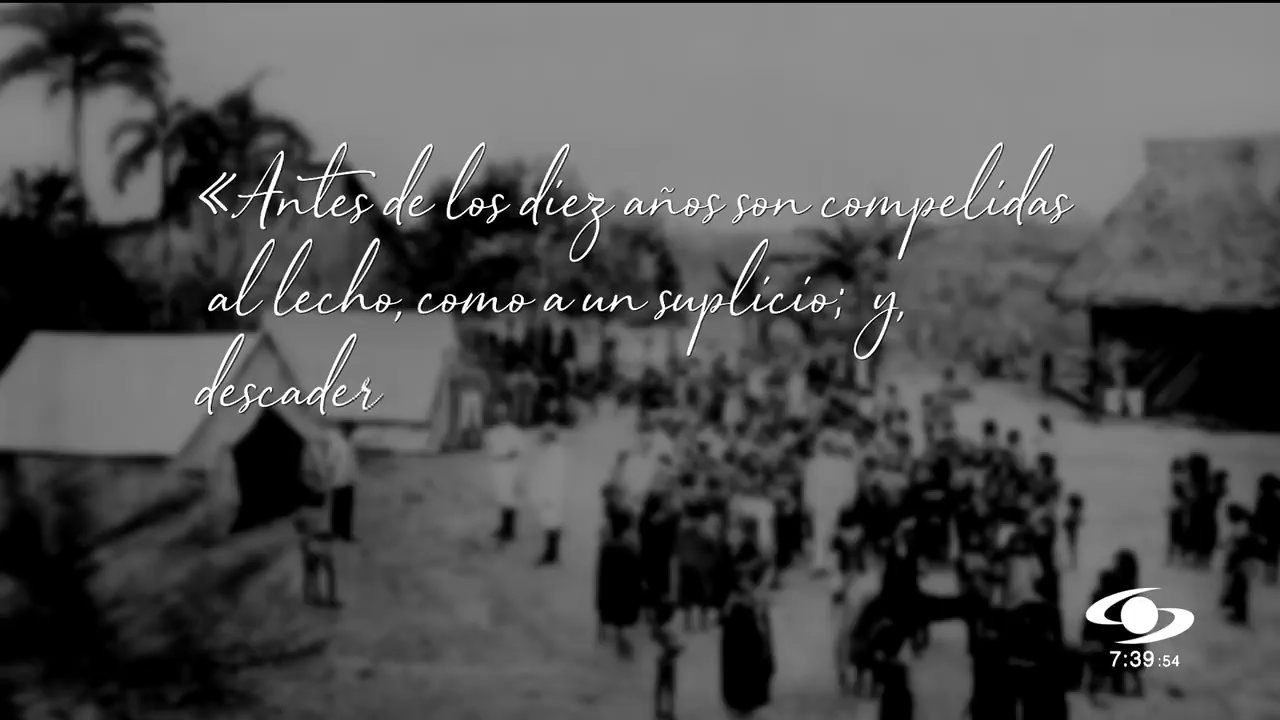 «Antes de los diez años son compelidas
al lecho, como a un suplicio; y,
descader
7:39:54